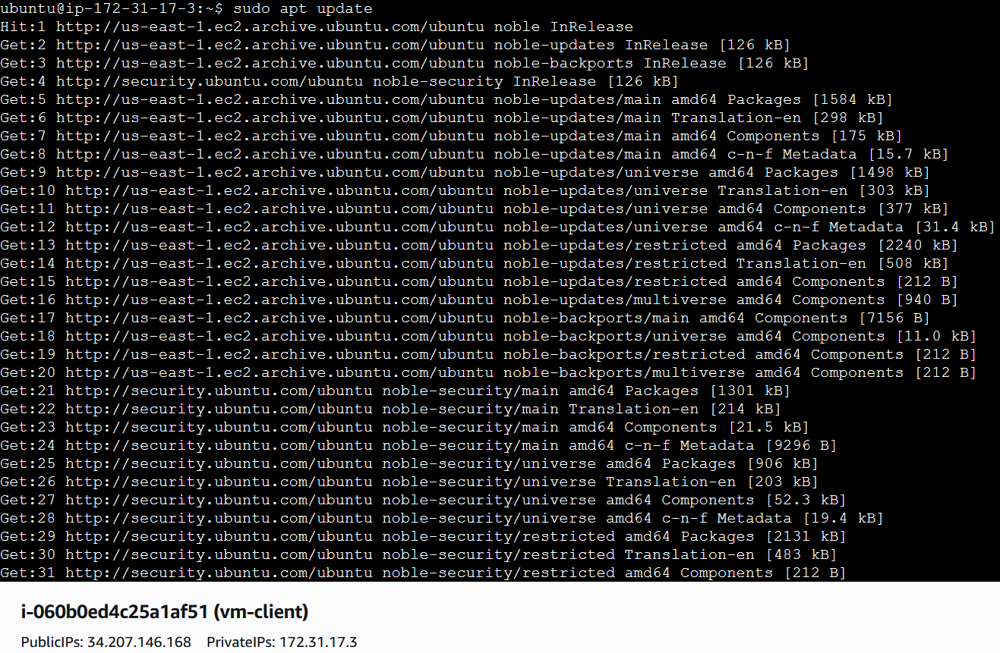 ubuntu@ip-172-31-17-3:~$ sudo apt update
Hit:1 http://us-east-1.ec2.archive.ubuntu.com/ubuntu noble InRelease
Get:2 http://us-east-1.ec2.archive.ubuntu.com/ubuntu noble-updates InRelease [126 kB]
Get:3 http://us-east-1.ec2.archive.ubuntu.com/ubuntu noble-backports InRelease [126 kB]
Get:4 http://security.ubuntu.com/ubuntu noble-security InRelease [126 kB]
Get:5 http://us-east-1.ec2.archive.ubuntu.com/ubuntu noble-updates/main amd64 Packages [1584 kB]
Get:6 http://us-east-1.ec2.archive.ubuntu.com/ubuntu noble-updates/main Translation-en [298 kB]
Get:7 http://us-east-1.ec2.archive.ubuntu.com/ubuntu noble-updates/main amd64 Components [175 kB]
Get:8 http://us-east-1.ec2.archive.ubuntu.com/ubuntu noble-updates/main amd64 c-n-f Metadata [15.7 kB]
Get:9 http://us-east-1.ec2.archive.ubuntu.com/ubuntu noble-updates/universe amd64 Packages [1498 kB]
Get:10 http://us-east-1.ec2.archive.ubuntu.com/ubuntu noble-updates/universe Translation-en [303 kB]
Get:11 http://us-east-1.ec2.archive.ubuntu.com/ubuntu noble-updates/universe amd64 Components [377 kB]
Get:12 http://us-east-1.ec2.archive.ubuntu.com/ubuntu noble-updates/universe amd64 c-n-f Metadata [31.4 kB]
Get:13 http://us-east-1.ec2.archive.ubuntu.com/ubuntu noble-updates/restricted amd64 Packages [2240 kB]
Get:14 http://us-east-1.ec2.archive.ubuntu.com/ubuntu noble-updates/restricted Translation-en [508 kB]
Get:15 http://us-east-1.ec2.archive.ubuntu.com/ubuntu noble-updates/restricted amd64 Components [212 B]
Get:16 http://us-east-1.ec2.archive.ubuntu.com/ubuntu noble-updates/multiverse amd64 Components [940 B]
Get:17 http://us-east-1.ec2.archive.ubuntu.com/ubuntu noble-backports/main amd64 Components [7156 B]
Get:18 http://us-east-1.ec2.archive.ubuntu.com/ubuntu noble-backports/universe amd64 Components [11.0 kB]
Get:19 http://us-east-1.ec2.archive.ubuntu.com/ubuntu noble-backports/restricted amd64 Components [212 B]
Get:20 http://us-east-1.ec2.archive.ubuntu.com/ubuntu noble-backports/multiverse amd64 Components [212 B]
Get:21 http://security.ubuntu.com/ubuntu noble-security/main amd64 Packages [1301 kB]
Get:22 http://security.ubuntu.com/ubuntu noble-security/main Translation-en [214 kB]
Get:23 http://security.ubuntu.com/ubuntu noble-security/main amd64 Components [21.5 kB]
Get:24 http://security.ubuntu.com/ubuntu noble-security/main amd64 c-n-f Metadata [9296 B]
Get:25 http://security.ubuntu.com/ubuntu noble-security/universe amd64 Packages [906 kB]
Get:26 http://security.ubuntu.com/ubuntu noble-security/universe Translation-en [203 kB]
Get:27 http://security.ubuntu.com/ubuntu noble-security/universe amd64 Components [52.3 kB]
Get:28 http://security.ubuntu.com/ubuntu noble-security/universe amd64 c-n-f Metadata [19.4 kB]
Get:29 http://security.ubuntu.com/ubuntu noble-security/restricted amd64 Packages [2131 kB]
Get:30 http://security.ubuntu.com/ubuntu noble-security/restricted Translation-en [483 kB]
Get:31 http://security.ubuntu.com/ubuntu noble-security/restricted amd64 Components [212 B]
i-060b0ed4c25a1af51 (vm-client)
PublicIPs: 34.207.146.168 PrivateIPs: 172.31.17.3